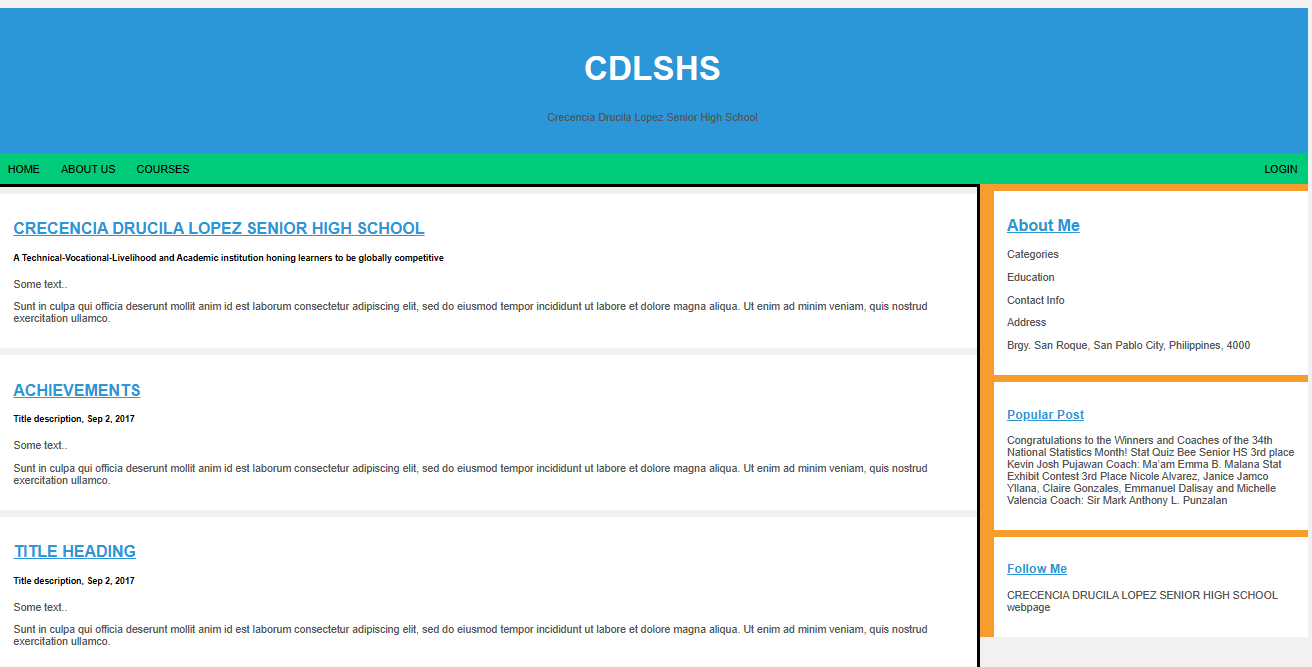 CDLSHS
Crecencia Drucila Lopez Senior High School
HOME ABOUT US COURSES LOGIN
CRECENCIA DRUCILA LOPEZ SENIOR HIGH SCHOOL
A Technical-Vocational-Livelihood and Academic institution honing learners to be globally competitive
Some text..
Sunt in culpa qui officia deserunt mollit anim id est laborum consectetur adipiscing elit, sed do eiusmod tempor incididunt ut labore et dolore magna aliqua. Ut enim ad minim veniam, quis nostrud
exercitation ullamco.
ACHIEVEMENTS
Title description, Sep 2, 2017
Some text..
Sunt in culpa qui officia deserunt mollit anim id est laborum consectetur adipiscing elit, sed do eiusmod tempor incididunt ut labore et dolore magna aliqua. Ut enim ad minim veniam, quis nostrud
exercitation ullamco.
TITLE HEADING
Title description, Sep 2, 2017
Some text..
Sunt in culpa qui officia deserunt mollit anim id est laborum consectetur adipiscing elit, sed do eiusmod tempor incididunt ut labore et dolore magna aliqua. Ut enim ad minim veniam, quis nostrud
exercitation ullamco.
About Me
Categories
Education
Contact Info
Address
Brgy. San Roque, San Pablo City, Philippines, 4000
Popular Post
Congratulations to the Winners and Coaches of the 34th
National Statistics Month! Stat Quiz Bee Senior HS 3rd place
Kevin Josh Pujawan Coach: Ma'am Emma B. Malana Stat
Exhibit Contest 3rd Place Nicole Alvarez, Janice Jamco
Yllana, Claire Gonzales, Emmanuel Dalisay and Michelle
Valencia Coach: Sir Mark Anthony L. Punzalan
Follow Me
CRECENCIA DRUCILA LOPEZ SENIOR HIGH SCHOOL
webpage